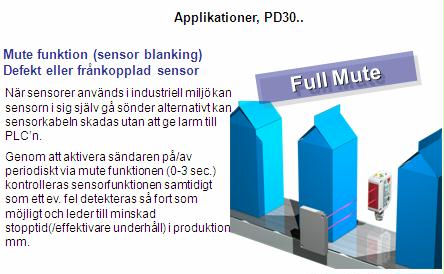 Applikationer, PD30..
Mute funktion (sensor blanking)
Defekt eller frånkopplad sensor
När sensorer används i industriell miljö kan
sensorn i sig själv gå sönder alternativt kan
sensorkabeln skadas utan att ge larm till
PLC'n.
Genom att aktivera sändaren på/av
periodiskt via mute funktionen (0-3 sec.)
kontrolleras sensorfunktionen samtidigt
som ett ev. fel detekteras så fort som
möjligt och leder till minskad
stopptid(/effektivare underhåll) i produktion
mm.
Full Mute